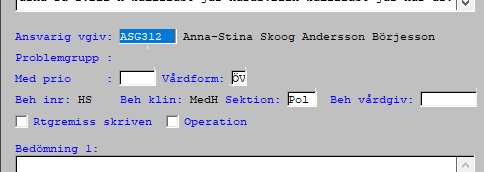 Ansvarig vgiv: ASG312 Anna-Stina Skoog Andersson Börjesson
Problemgrupp :
Med prio : Vårdform: ÖV
Beh inr: HS Beh klin: MedH Sektion: Pol Beh vårdgiv:
Rtgremiss skriven Operation
Bedömning 1: